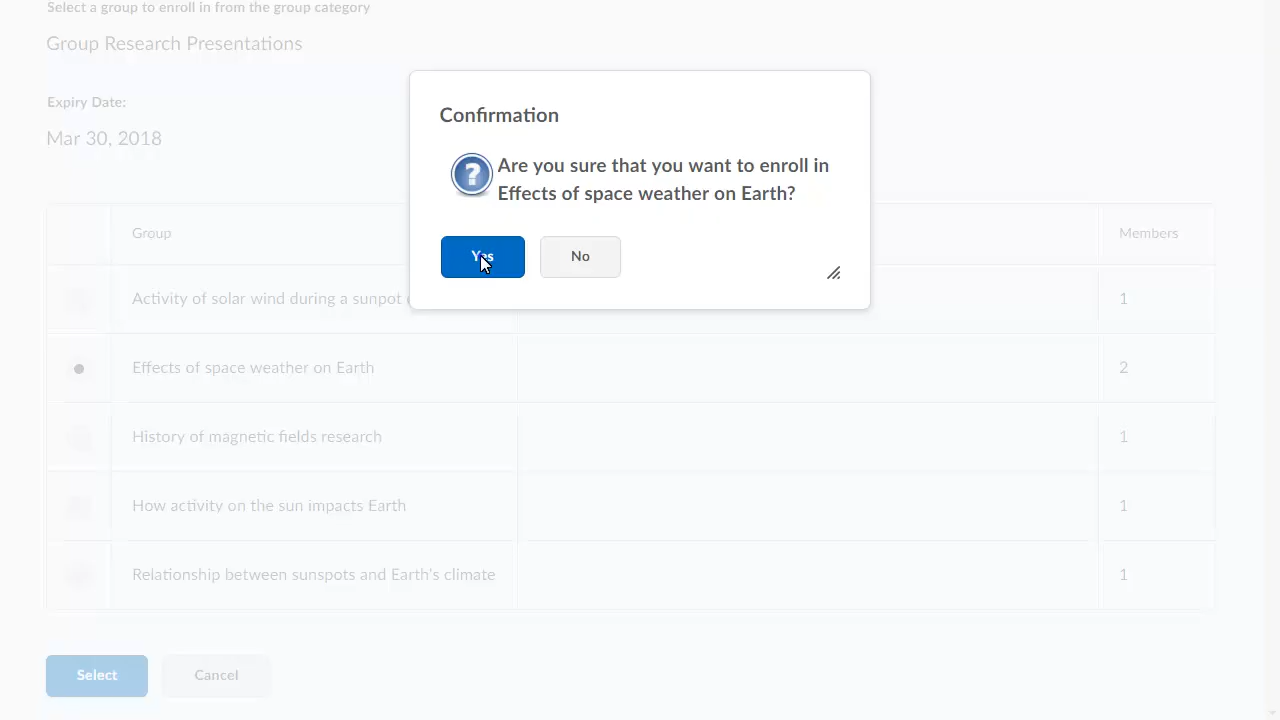 Select a group to enroll in from the group category
Group Research Presentations
Expiry Date:
Mar 30, 2018
Confirmation
?
Are you sure that you want to enroll in
Effects of space weather on Earth?
Yes
No
Group
Members
Activity of solar wind during a sunpot
1
Effects of space weather on Earth
2
History of magnetic fields research
1
How activity on the sun impacts Earth
1
Relationship between sunspots and Earth's climate
1
Select
Cancel